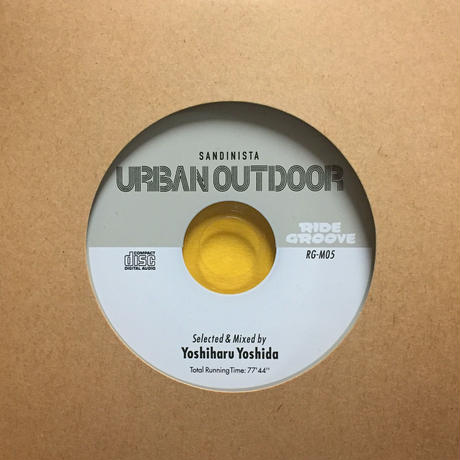 SANDINISTA
URBAN OUTDOOR
RIDE
GROOVE
RG-M05
COMPACT
disc
DIGITAL AUDIO
Selected & Mixed by
Yoshiharu Yoshida
Total Running Time: 77'44"